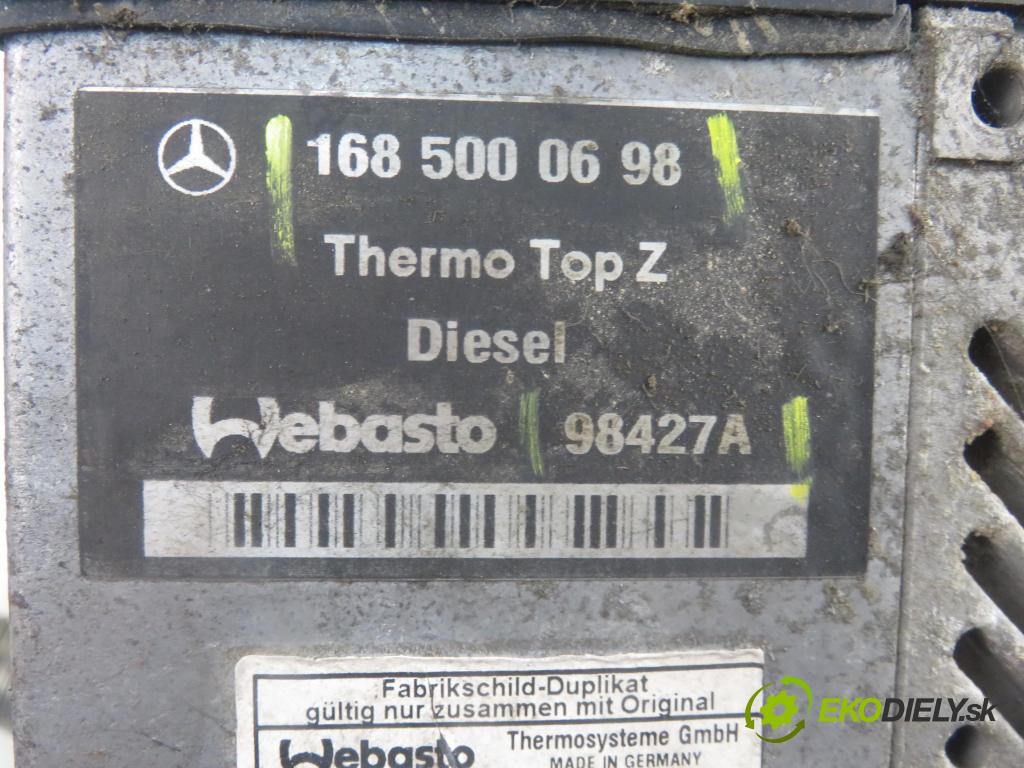 168 500 06 98
Thermo Top Z
Diesel
Webasto 98427A
Fabrikschild-Duplikat
gültig nur zusammen mit Original
Webasto Thermosysteme GmbH
MADE IN GERMANY
EKODIELY.sk